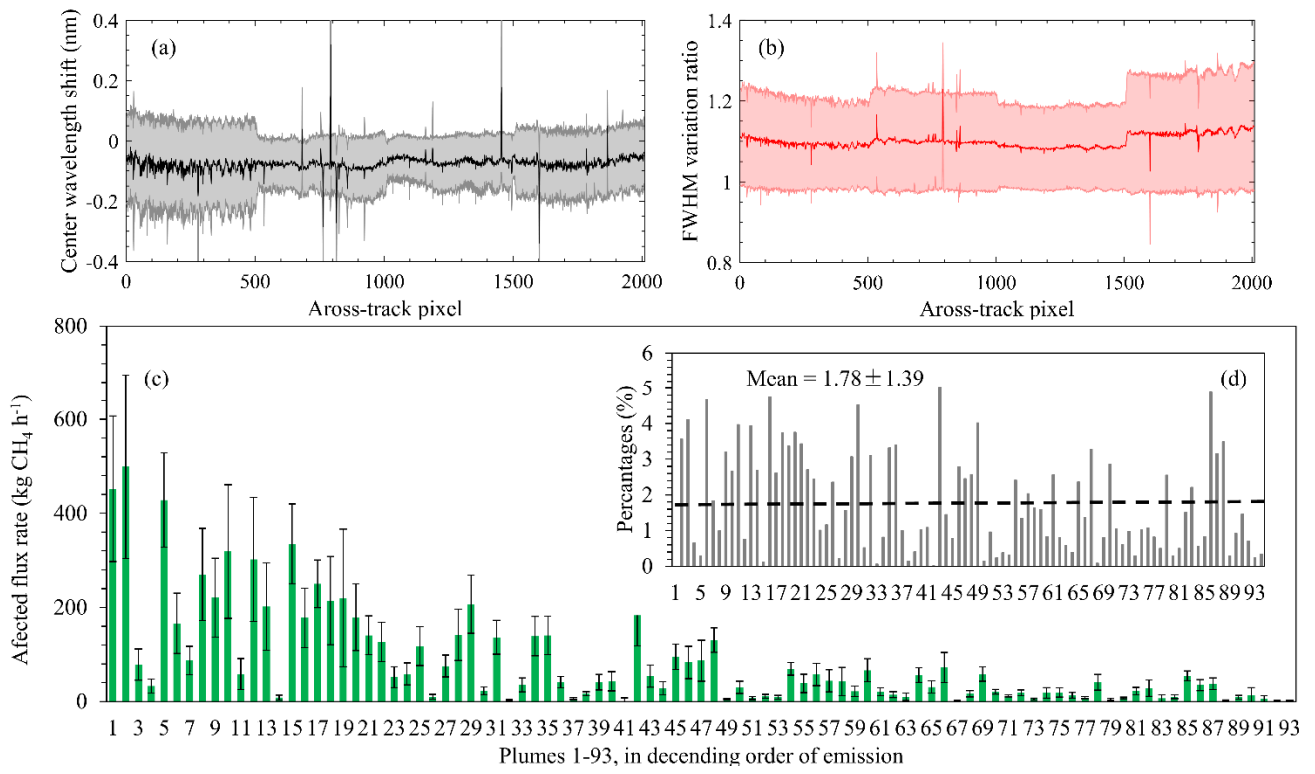 (a)
Center wavelength shift (nm)
0.4
0.2
0
-0.2
-0.4
0 500 1000 1500 2000
Aross-track pixel
(b)
FWHM variation ratio
1.4
1.2
1
0.8
0 500 1000 1500 2000
Aross-track pixel
(c)
Affected flux rate (kg CH₄ h⁻¹)
800
600
400
200
0
1 3 5 7 9 11 13 15 17 19 21 23 25 27 29 31 33 35 37 39 41 43 45 47 49 51 53 55 57 59 61 63 65 67 69 71 73 75 77 79 81 83 85 87 89 91 93
Plumes 1-93, in decending order of emission
(d)
Mean = 1.78±1.39
Percentages (%)
6
5
4
3
2
1
0
1 5 9 13 17 21 25 29 33 37 41 45 49 53 57 61 65 69 73 77 81 85 89 93